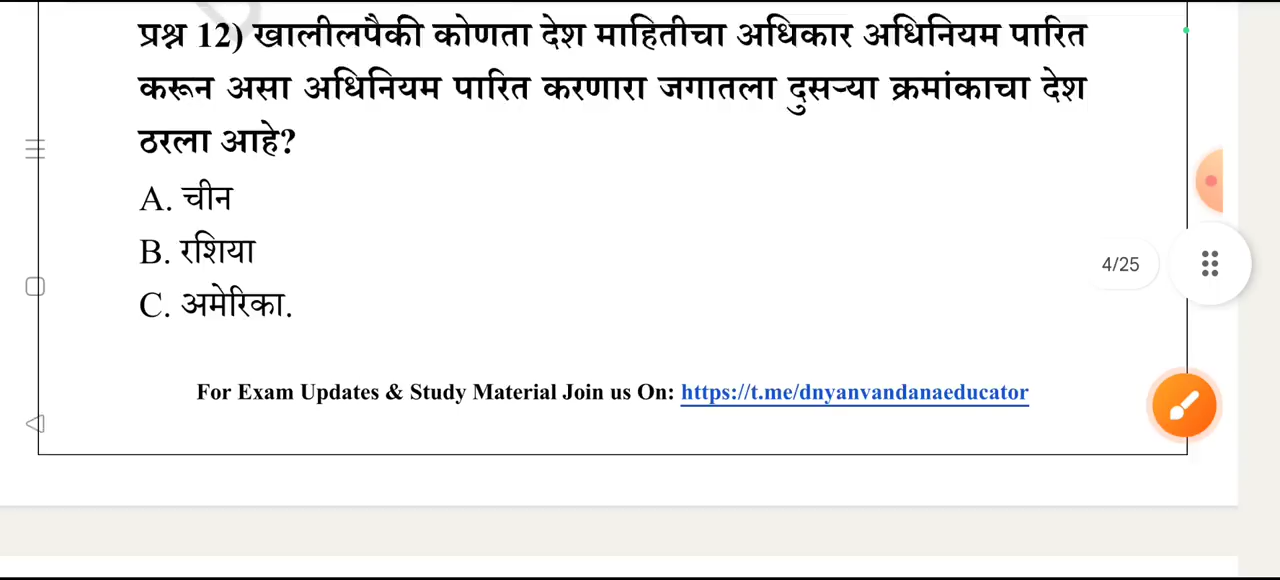 प्रश्न 12) खालीलपैकी कोणता देश माहितीचा अधिकार अधिनियम पारित
करून असा अधिनियम पारित करणारा जगातला दुसऱ्या क्रमांकाचा देश
ठरला आहे?
A. चीन
B. रशिया
4/25
C. अमेरिका.
For Exam Updates & Study Material Join us On: https://t.me/dnyanvandanaeducator